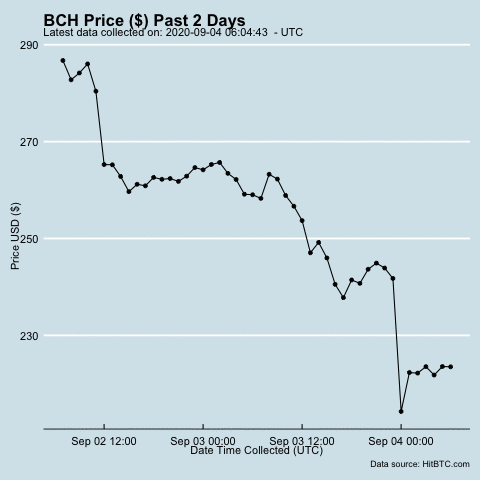 BCH Price ($) Past 2 Days
Latest data collected on: 2020-09-04 06:04:43 - UTC
290
270
250
230
Price USD ($)
Sep 02 12:00 Sep 03 00:00 Sep 03 12:00 Sep 04 00:00
Date Time Collected (UTC)
Data source: HitBTC.com